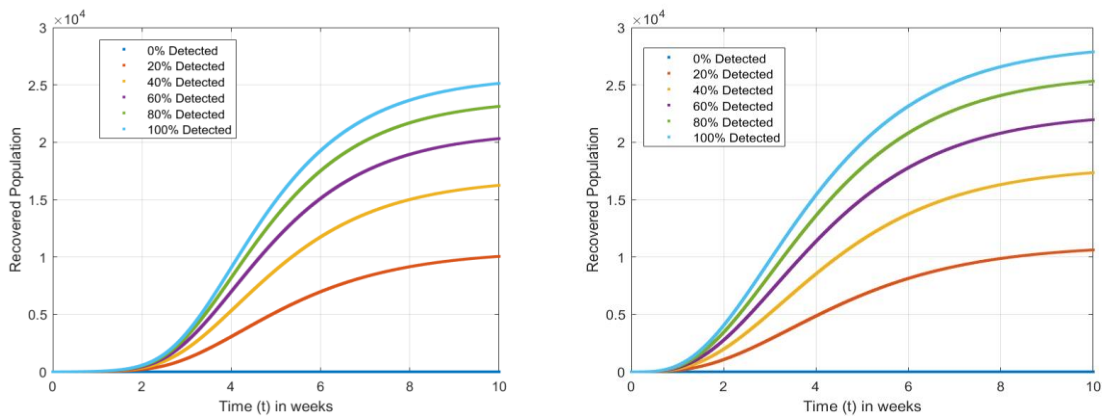 ×10⁴
3
2.5
2
1.5
1
0.5
0
0% Detected
20% Detected
40% Detected
60% Detected
80% Detected
100% Detected
Recovered Population
0 2 4 6 8 10
Time (t) in weeks
×10⁴
3
2.5
2
1.5
1
0.5
0
0% Detected
20% Detected
40% Detected
60% Detected
80% Detected
100% Detected
Recovered Population
0 2 4 6 8 10
Time (t) in weeks